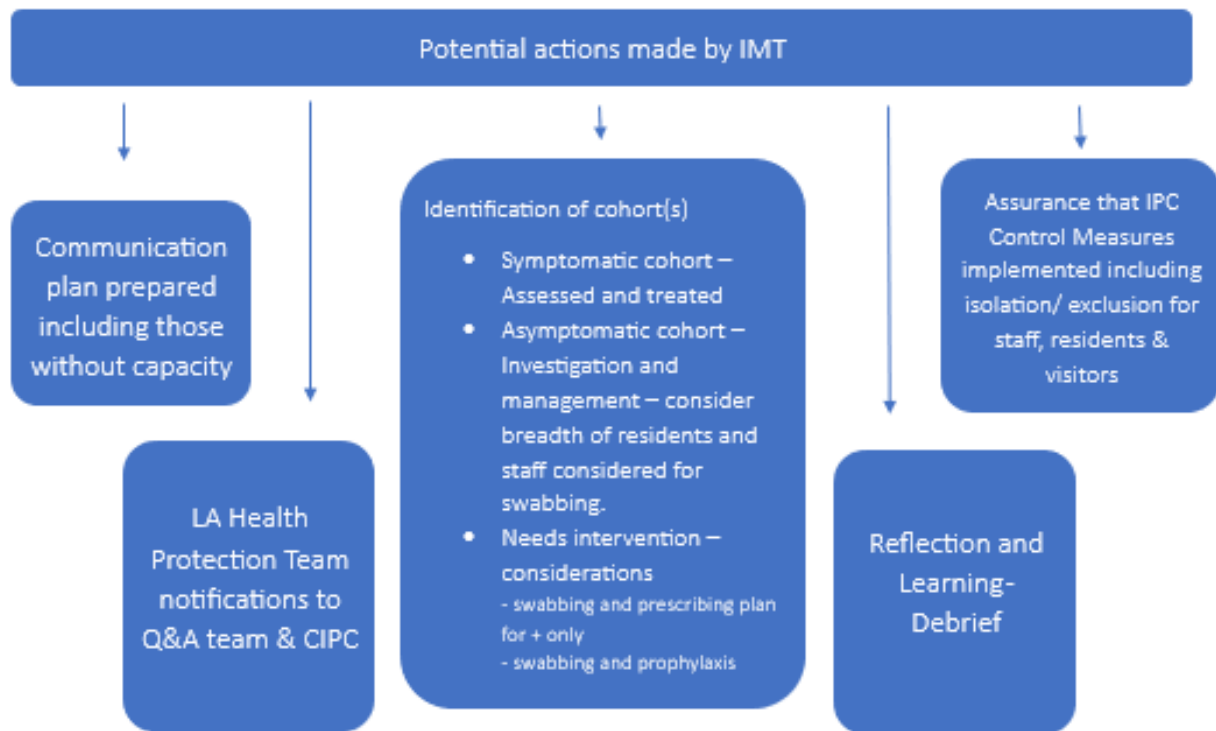 Potential actions made by IMT
Communication
plan prepared
including those
without capacity
LA Health
Protection Team
notifications to
Q&A team & CIPC
Identification of cohort(s)
• Symptomatic cohort –
Assessed and treated
• Asymptomatic cohort –
Investigation and
management – consider
breadth of residents and
staff considered for
swabbing.
• Needs intervention –
considerations
- swabbing and prescribing plan
for + only
- swabbing and prophylaxis
Reflection and
Learning-
Debrief
Assurance that IPC
Control Measures
implemented including
isolation/ exclusion for
staff, residents &
visitors